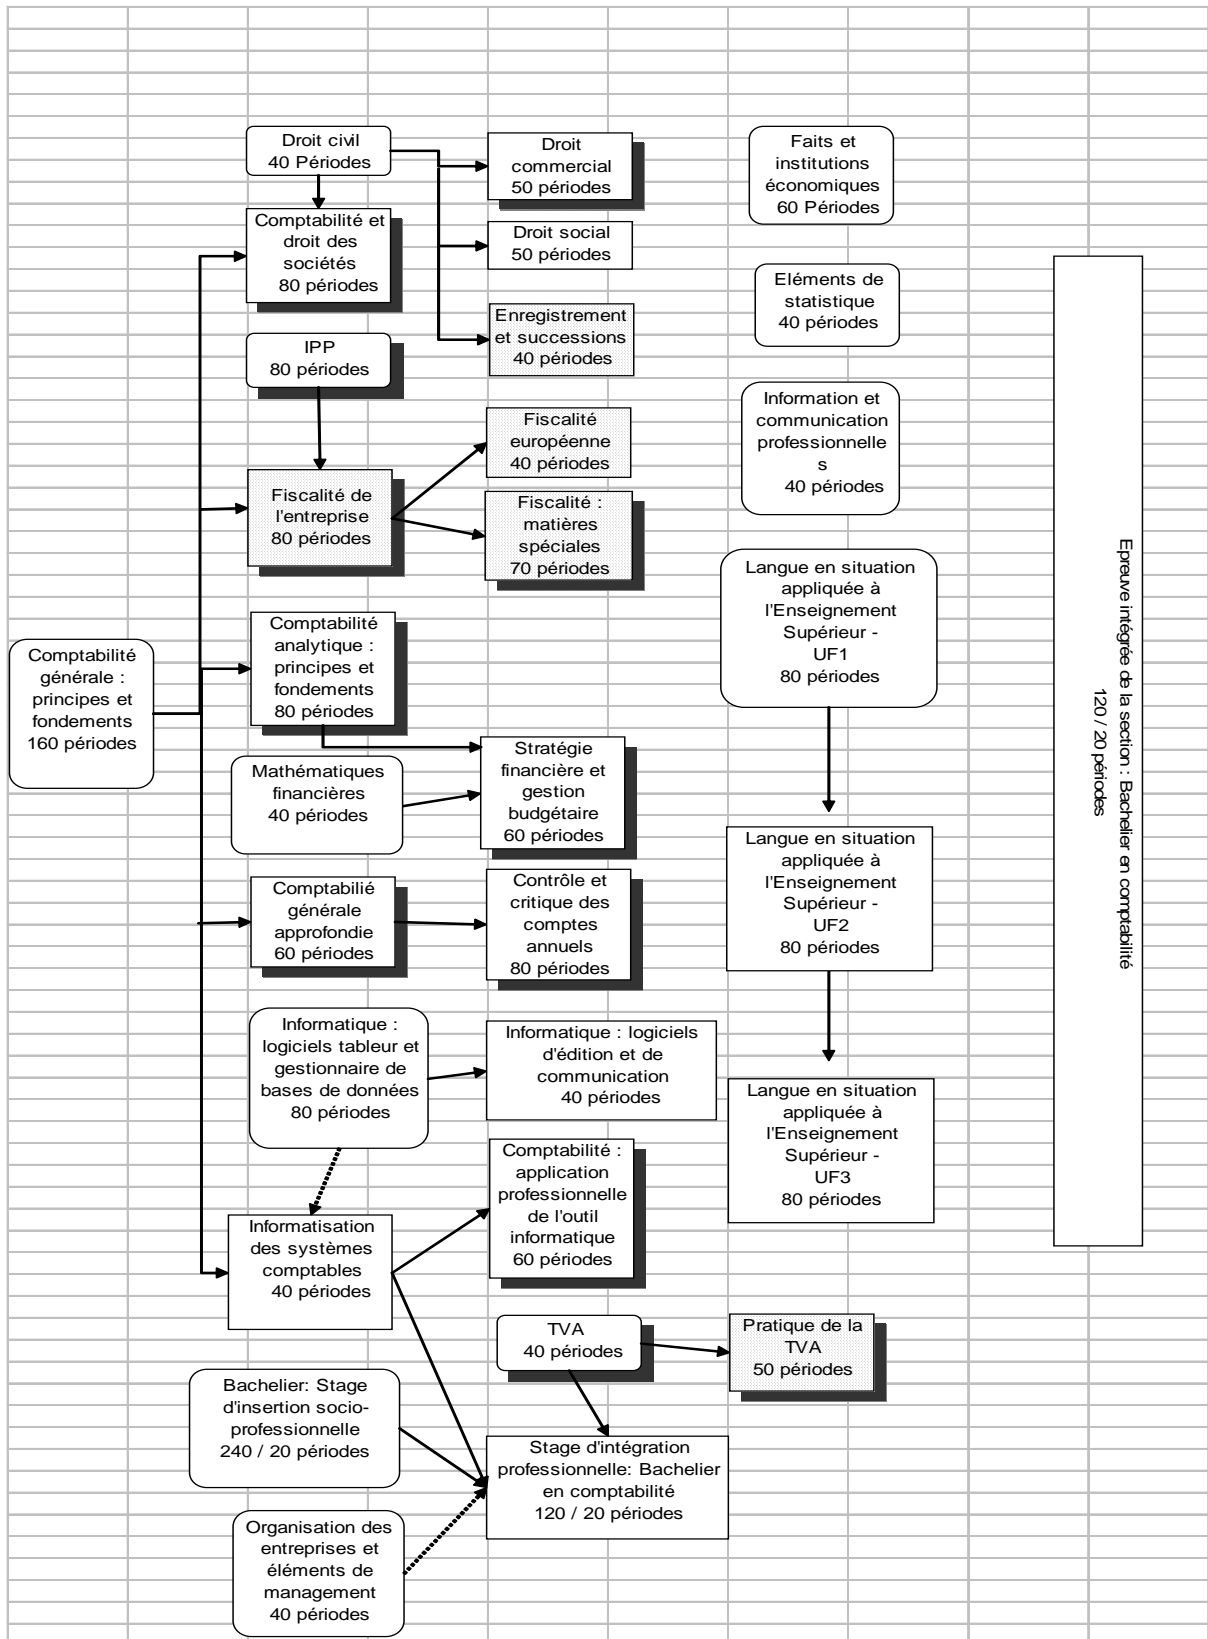 Droit civil
40 Périodes
Droit
commercial
50 périodes
Faits et
institutions
économiques
60 Périodes
Comptabilité et
droit des
sociétés
80 périodes
Droit social
50 périodes
Eléments de
statistique
40 périodes
Enregistrement
et successions
40 périodes
IPP
80 périodes
Information et
communication
professionnelle
s
40 périodes
Fiscalité
européenne
40 périodes
Fiscalité de
l'entreprise
80 périodes
Fiscalité :
matières
spéciales
70 périodes
Epreuve intégrée de la section : Bachelier en comptabilité
120 / 20 périodes
Langue en situation
appliquée à
l'Enseignement
Supérieur -
UF1
80 périodes
Comptabilité
générale :
principes et
fondements
160 périodes
Comptabilité
analytique :
principes et
fondements
80 périodes
Stratégie
financière et
gestion
budgétaire
60 périodes
Mathématiques
financières
40 périodes
Langue en situation
appliquée à
l'Enseignement
Supérieur -
UF2
80 périodes
Comptabilié
générale
approfondie
60 périodes
Contrôle et
critique des
comptes
annuels
80 périodes
Informatique :
logiciels tableur et
gestionnaire de
bases de données
80 périodes
Informatique : logiciels
d'édition et de
communication
40 périodes
Langue en situation
appliquée à
l'Enseignement
Supérieur -
UF3
80 périodes
Comptabilité :
application
professionnelle
de l'outil
informatique
60 périodes
Informatisation
des systèmes
comptables
40 périodes
TVA
40 périodes
Pratique de la
TVA
50 périodes
Bachelier: Stage
d'insertion socio-
professionnelle
240 / 20 périodes
Stage d'intégration
professionnelle: Bachelier
en comptabilité
120 / 20 périodes
Organisation des
entreprises et
éléments de
management
40 périodes